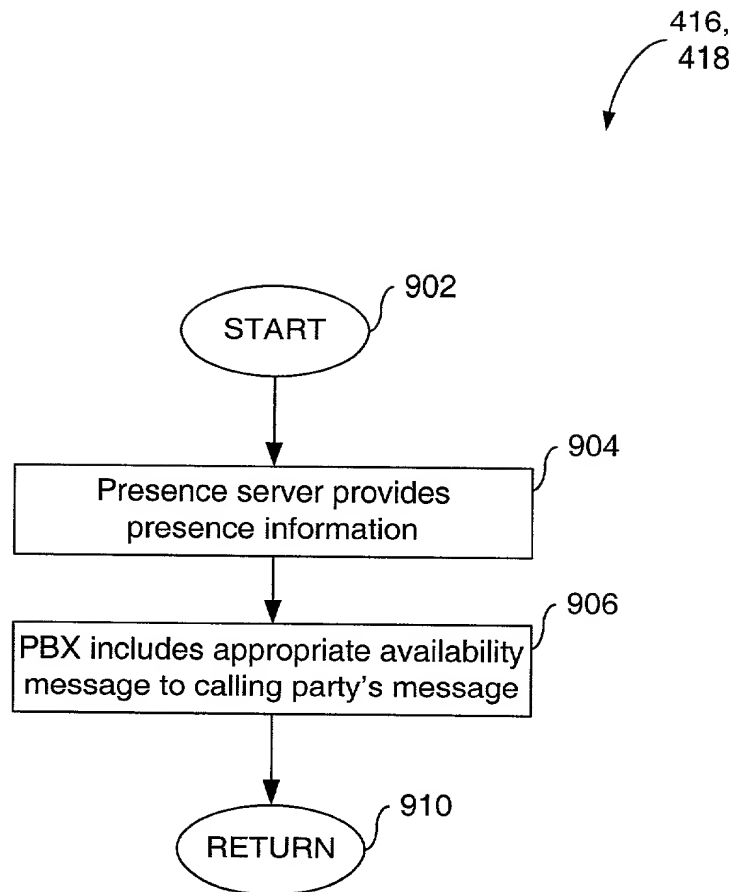 416,
418
902
START
904
Presence server provides
presence information
906
PBX includes appropriate availability
message to calling party's message
910
RETURN